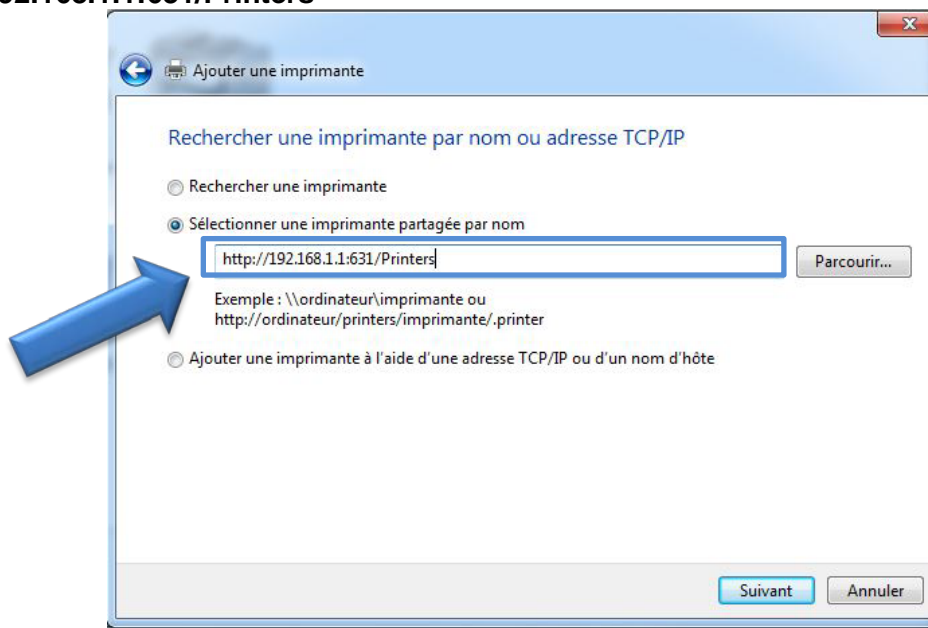 Ajouter une imprimante
Rechercher une imprimante par nom ou adresse TCP/IP
Rechercher une imprimante
Sélectionner une imprimante partagée par nom
http://192.168.1.1:631/Printers
Parcourir...
Exemple : \\ordinateur\imprimante ou
http://ordinateur/printers/imprimante/.printer
Ajouter une imprimante à l'aide d'une adresse TCP/IP ou d'un nom d'hôte
Suivant
Annuler